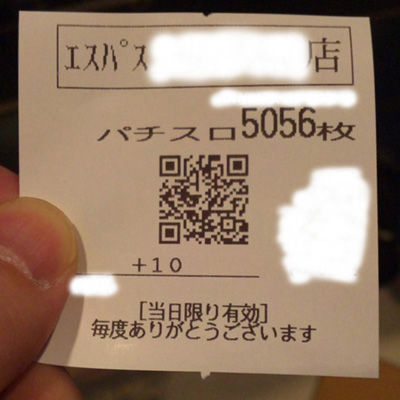 ｴｽﾊﾟｽ 店
パチスロ5056枚
+10
[当日限り有効]
毎度ありがとうございます